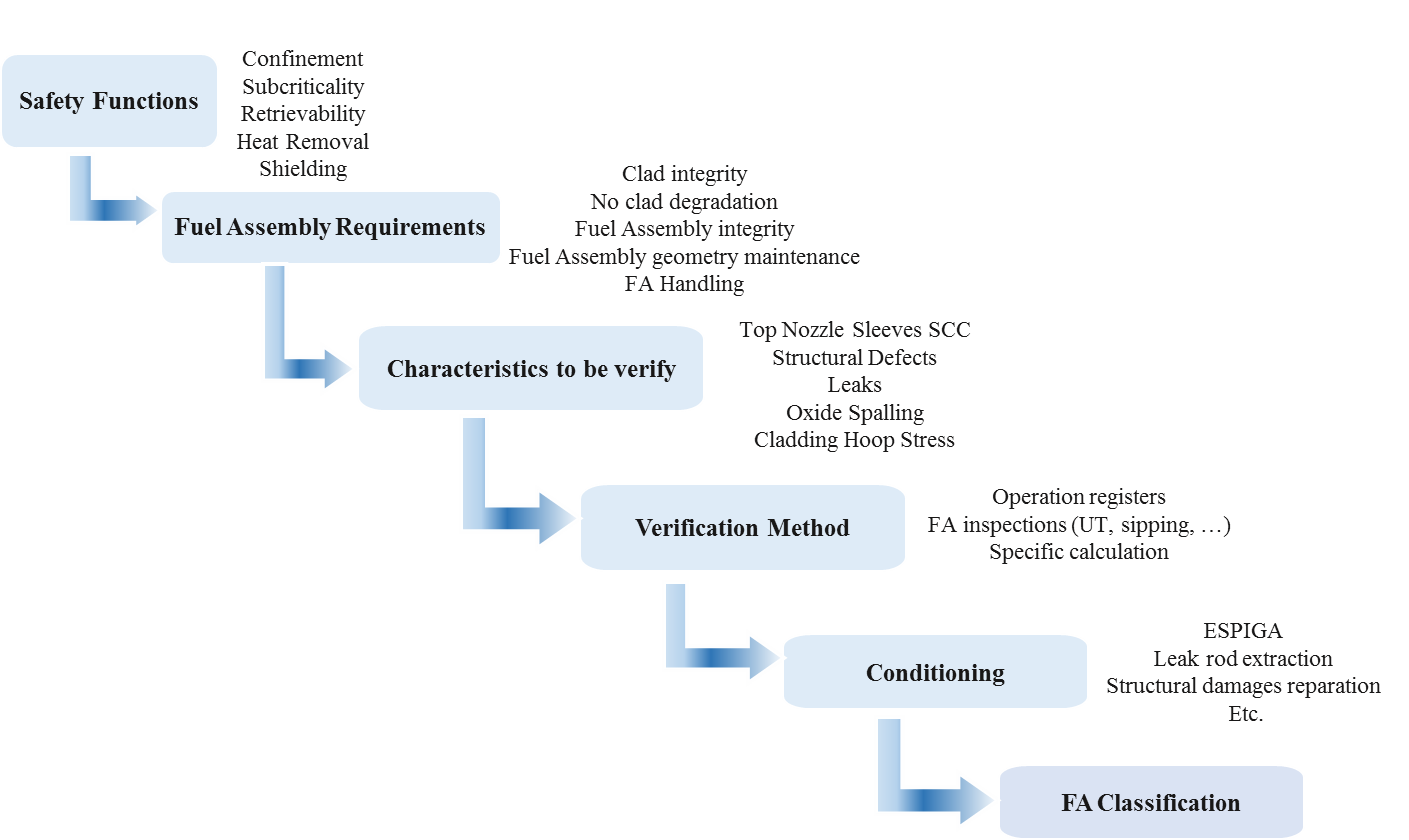 Safety Functions
Confinement
Subcriticality
Retrievability
Heat Removal
Shielding
Fuel Assembly Requirements
Clad integrity
No clad degradation
Fuel Assembly integrity
Fuel Assembly geometry maintenance
FA Handling
Characteristics to be verify
Top Nozzle Sleeves SCC
Structural Defects
Leaks
Oxide Spalling
Cladding Hoop Stress
Verification Method
Operation registers
FA inspections (UT, sipping, …)
Specific calculation
Conditioning
ESPIGA
Leak rod extraction
Structural damages reparation
Etc.
FA Classification